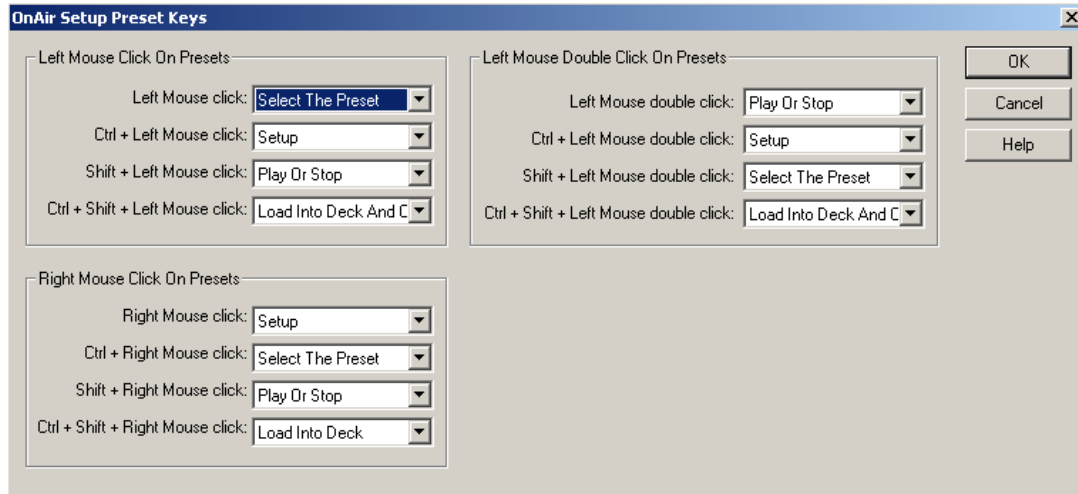 OnAir Setup Preset Keys
Left Mouse Click On Presets
Left Mouse click: Select The Preset
Ctrl + Left Mouse click: Setup
Shift + Left Mouse click: Play Or Stop
Ctrl + Shift + Left Mouse click: Load Into Deck And C
Left Mouse Double Click On Presets
Left Mouse double click: Play Or Stop
Ctrl + Left Mouse double click: Setup
Shift + Left Mouse double click: Select The Preset
Ctrl + Shift + Left Mouse double click: Load Into Deck And C
OK
Cancel
Help
Right Mouse Click On Presets
Right Mouse click: Setup
Ctrl + Right Mouse click: Select The Preset
Shift + Right Mouse click: Play Or Stop
Ctrl + Shift + Right Mouse click: Load Into Deck